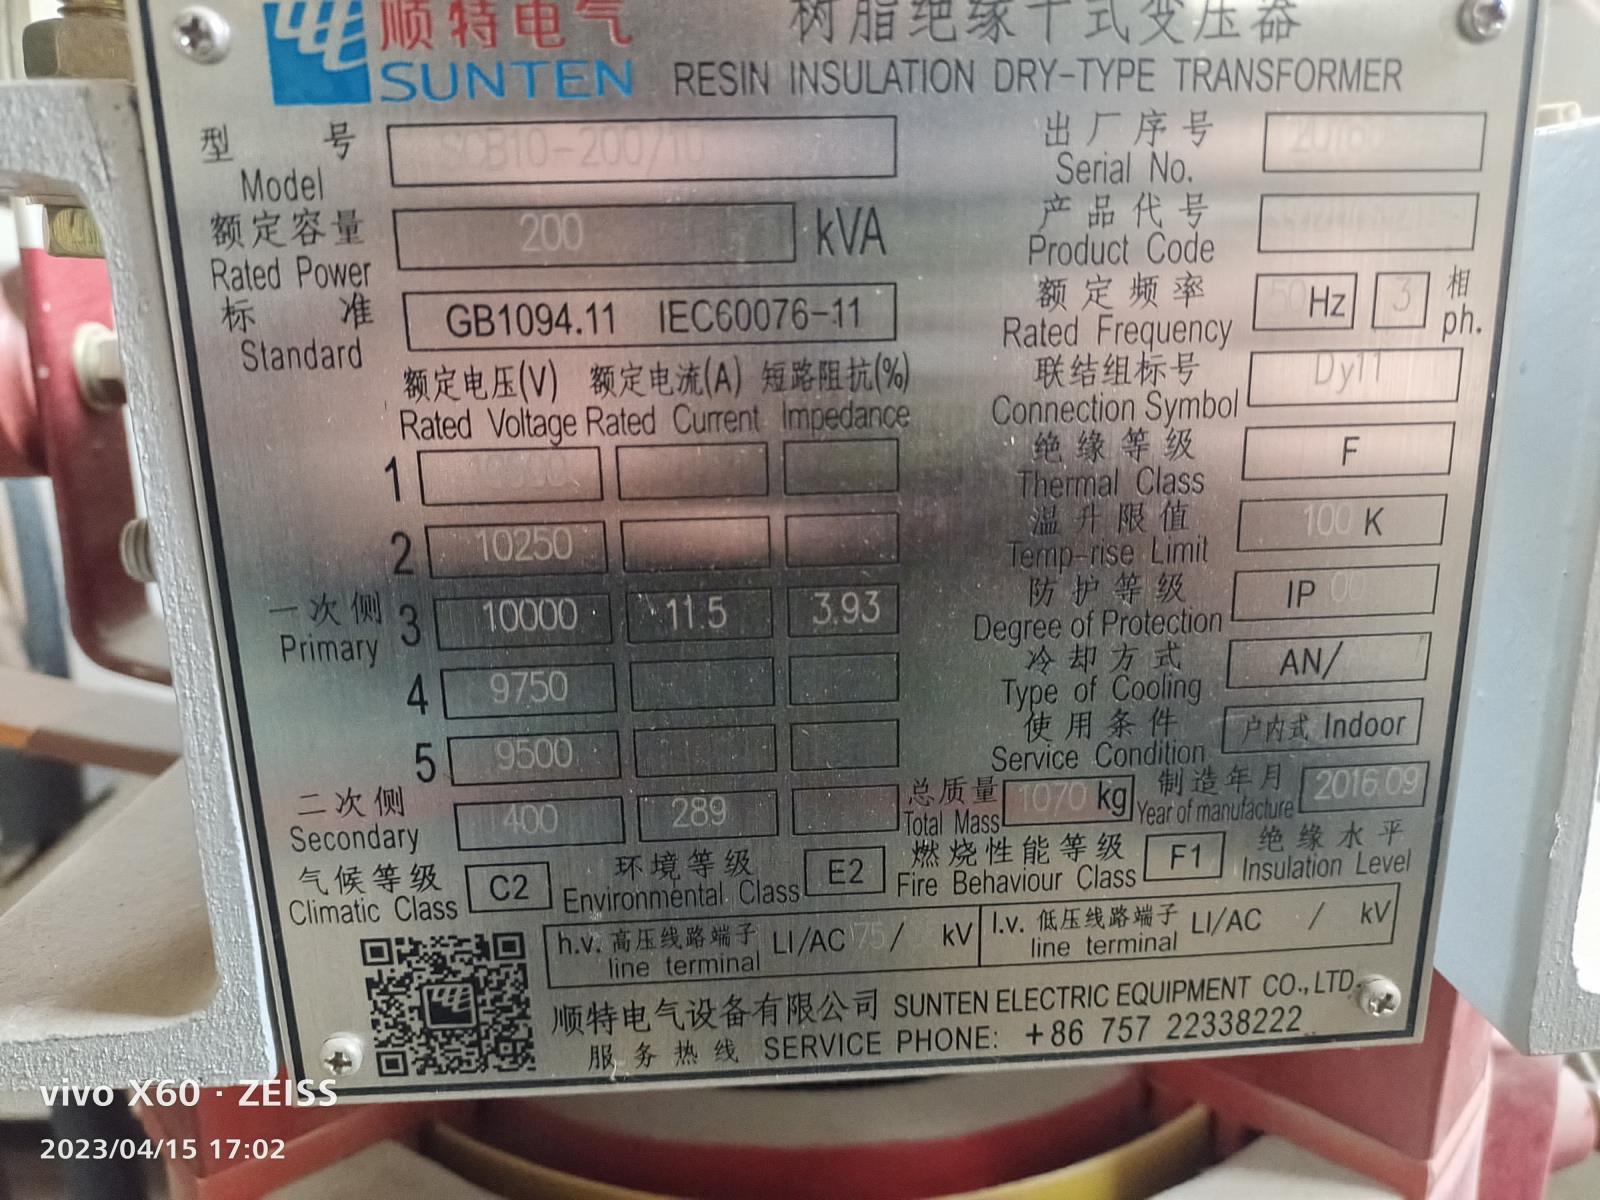 顺特电气 树脂绝缘干式变压器
SUNTEN RESIN INSULATION DRY-TYPE TRANSFORMER
型号 SCB10-200/10
Model
额定容量 200 kVA
Rated Power
标准 GB1094.11 IEC60076-11
Standard
额定电压(V) 额定电流(A) 短路阻抗(%)
Rated Voltage Rated Current Impedance
1
2 10250
一次侧 3 10000 11.5 3.93
Primary
4 9750
5 9500
二次侧 400 289
Secondary
出厂序号
Serial No.
产品代号
Product Code
额定频率 50 Hz 3 相
Rated Frequency ph.
联结组标号 Dy11
Connection Symbol
绝缘等级 F
Thermal Class
温升限值 100 K
Temp-rise Limit
防护等级 IP 00
Degree of Protection
冷却方式 AN/
Type of Cooling
使用条件 户内式 Indoor
Service Condition
总质量 1070 kg 制造年月 2016.09
Total Mass Year of manufacture
气候等级 C2 环境等级 E2 燃烧性能等级 F1 绝缘水平
Climatic Class Environmental Class Fire Behaviour Class Insulation Level
h.v. 高压线路端子 LI/AC 75 / kV l.v. 低压线路端子 LI/AC / kV
line terminal line terminal
顺特电气设备有限公司 SUNTEN ELECTRIC EQUIPMENT CO., LTD.
服务热线 SERVICE PHONE: +86 757 22338222
vivo X60 · ZEISS
2023/04/15 17:02